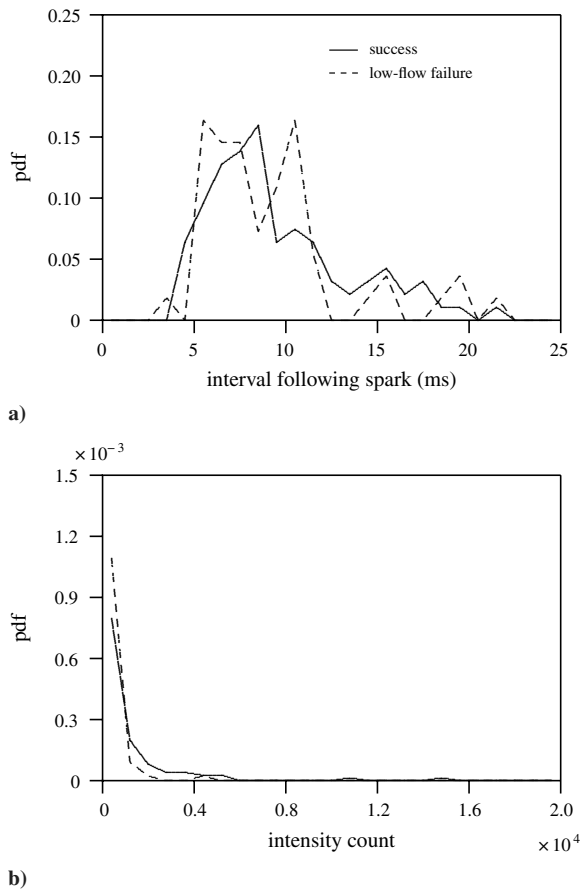 0.25
0.20
0.15
0.10
0.05
0
pdf
success
low-flow failure
0 5 10 15 20 25
interval following spark (ms)
a)
×10⁻³
1.5
1.2
0.9
0.6
0.3
0
pdf
0 0.4 0.8 1.2 1.6 2.0
intensity count
×10⁴
b)